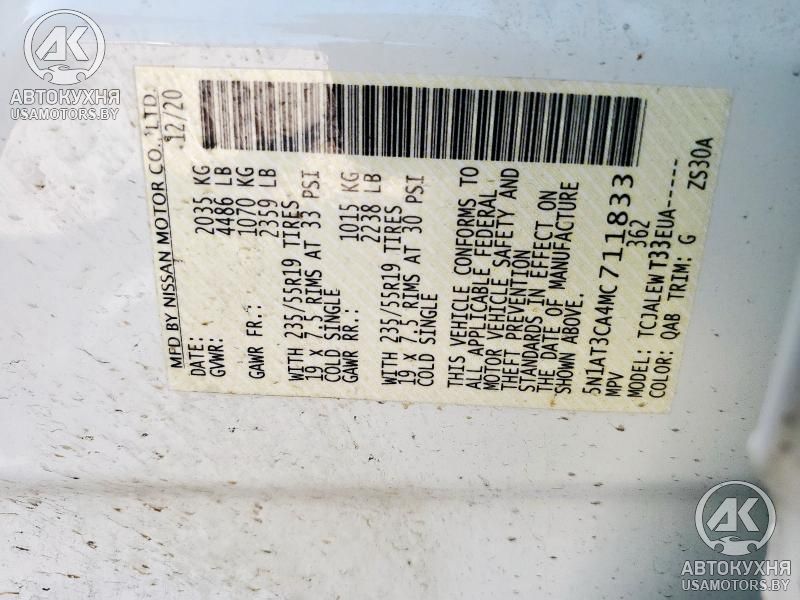 MFD BY NISSAN MOTOR CO., LTD.
DATE: 12/20
GVWR: 2035 KG
4486 LB
GAWR FR.: 1070 KG
2359 LB
WITH 235/55R19 TIRES
19 X 7.5 RIMS AT 33 PSI
COLD SINGLE
GAWR RR.: 1015 KG
2238 LB
WITH 235/55R19 TIRES
19 X 7.5 RIMS AT 30 PSI
COLD SINGLE
THIS VEHICLE CONFORMS TO
ALL APPLICABLE FEDERAL
MOTOR VEHICLE SAFETY AND
THEFT PREVENTION
STANDARDS IN EFFECT ON
THE DATE OF MANUFACTURE
SHOWN ABOVE.
5N1AT3CA4MC711833
MPV 362
MODEL: TCJALEW T33EUA-----
COLOR: QAB TRIM: G ZS30A
АК
АВТОКУХНЯ
USAMOTORS.BY
АК
АВТОКУХНЯ
USAMOTORS.BY